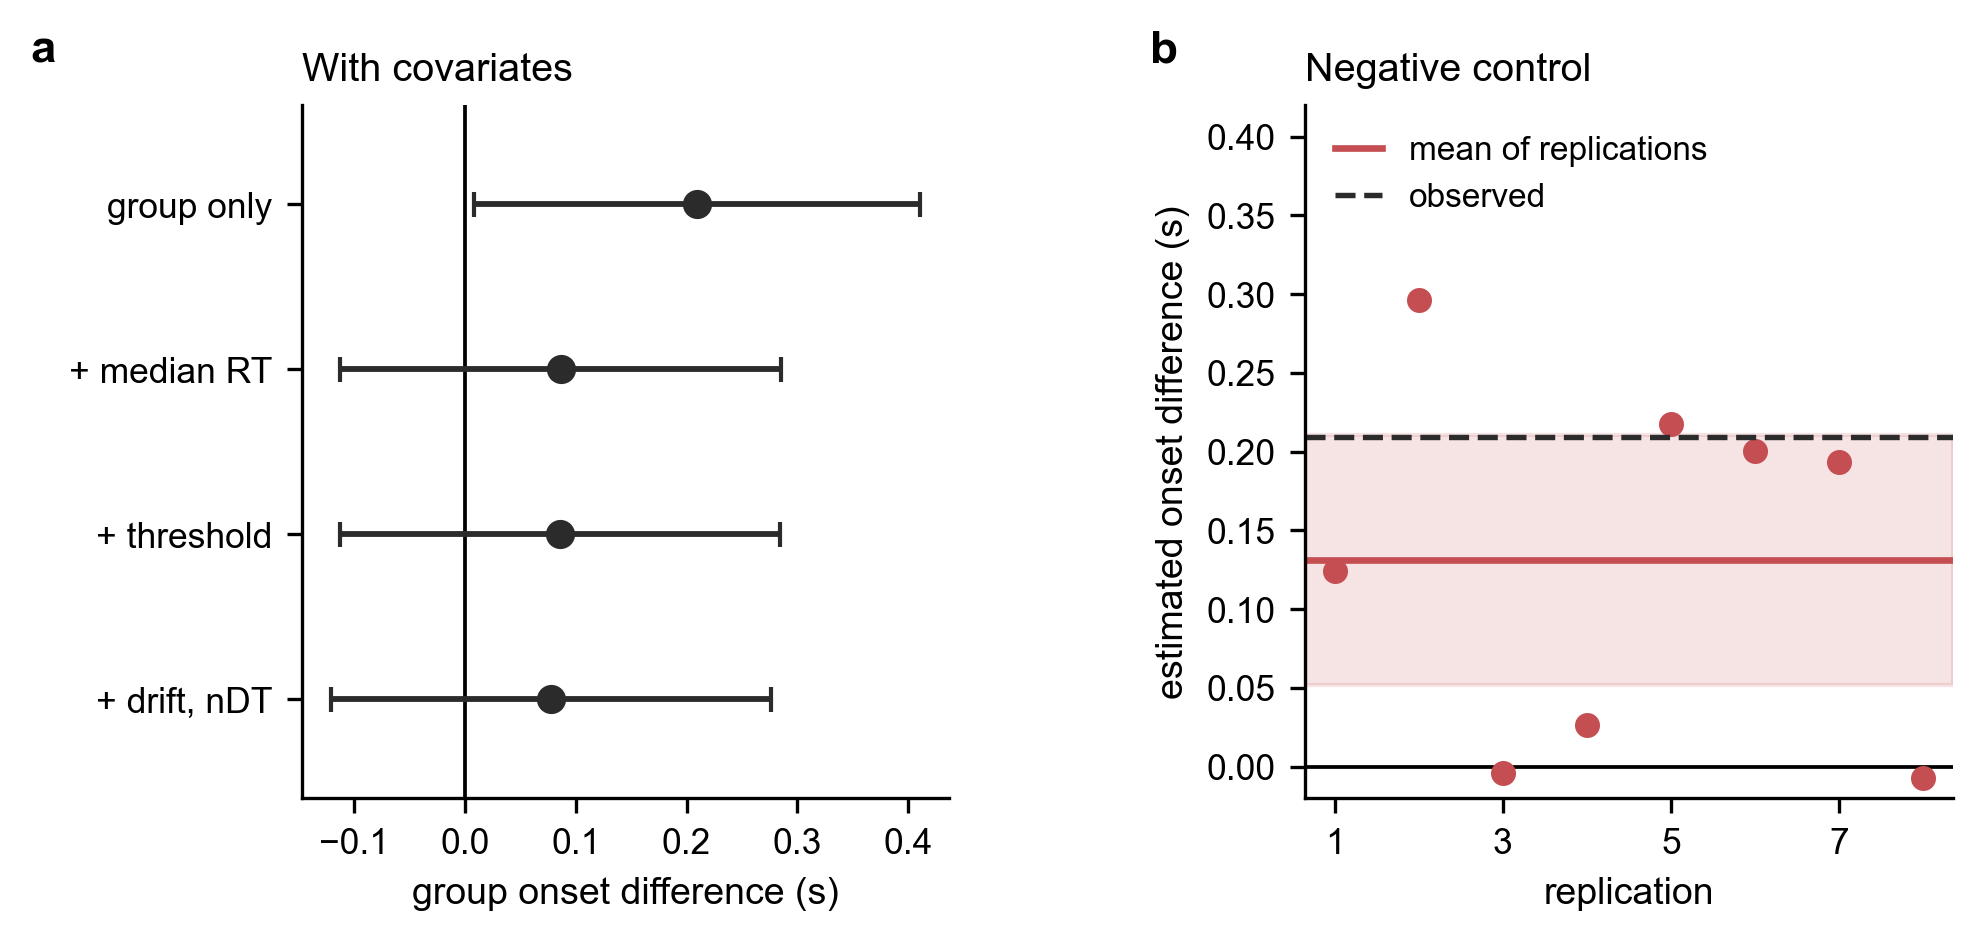 a
With covariates
group only
+ median RT
+ threshold
+ drift, nDT
−0.1
0.0
0.1
0.2
0.3
0.4
group onset difference (s)
b
Negative control
mean of replications
observed
estimated onset difference (s)
0.40
0.35
0.30
0.25
0.20
0.15
0.10
0.05
0.00
1
3
5
7
replication